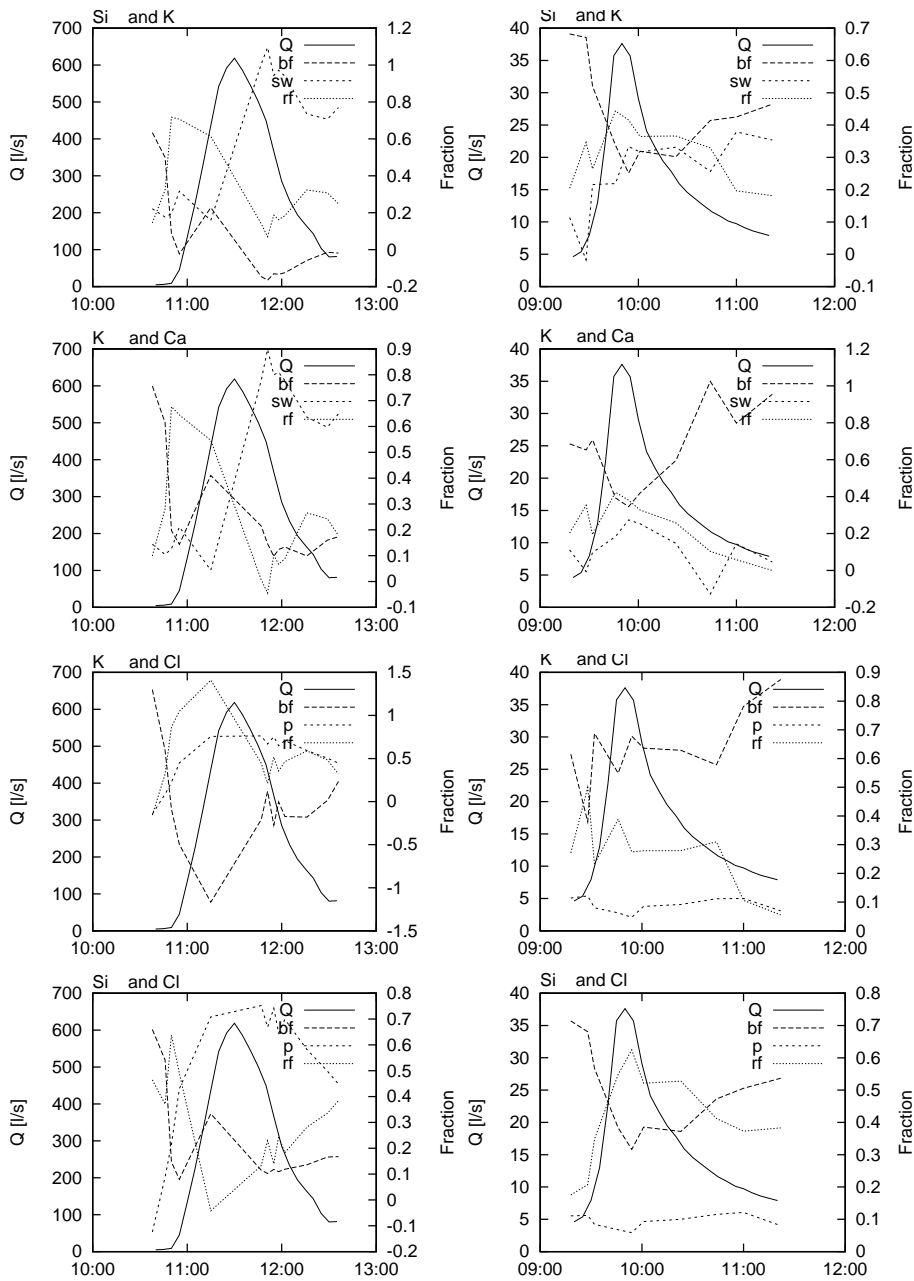 Si and K
700
600
500
400
300
200
100
0
Q [l/s]
1.2
1
0.8
0.6
0.4
0.2
0
-0.2
Fraction
Q
bf
sw
rf
10:00 11:00 12:00 13:00
Si and K
40
35
30
25
20
15
10
5
0
Q [l/s]
0.7
0.6
0.5
0.4
0.3
0.2
0.1
0
-0.1
Fraction
Q
bf
sw
rf
09:00 10:00 11:00 12:00
K and Ca
700
600
500
400
300
200
100
0
Q [l/s]
0.9
0.8
0.7
0.6
0.5
0.4
0.3
0.2
0.1
0
-0.1
Fraction
Q
bf
sw
rf
10:00 11:00 12:00 13:00
K and Ca
40
35
30
25
20
15
10
5
0
Q [l/s]
1.2
1
0.8
0.6
0.4
0.2
0
-0.2
Fraction
Q
bf
sw
rf
09:00 10:00 11:00 12:00
K and Cl
700
600
500
400
300
200
100
0
Q [l/s]
1.5
1
0.5
0
-0.5
-1
-1.5
Fraction
Q
bf
p
rf
10:00 11:00 12:00 13:00
K and Cl
40
35
30
25
20
15
10
5
0
Q [l/s]
0.9
0.8
0.7
0.6
0.5
0.4
0.3
0.2
0.1
0
Fraction
Q
bf
p
rf
09:00 10:00 11:00 12:00
Si and Cl
700
600
500
400
300
200
100
0
Q [l/s]
0.8
0.7
0.6
0.5
0.4
0.3
0.2
0.1
0
-0.1
-0.2
Fraction
Q
bf
p
rf
10:00 11:00 12:00 13:00
Si and Cl
40
35
30
25
20
15
10
5
0
Q [l/s]
0.8
0.7
0.6
0.5
0.4
0.3
0.2
0.1
0
Fraction
Q
bf
p
rf
09:00 10:00 11:00 12:00